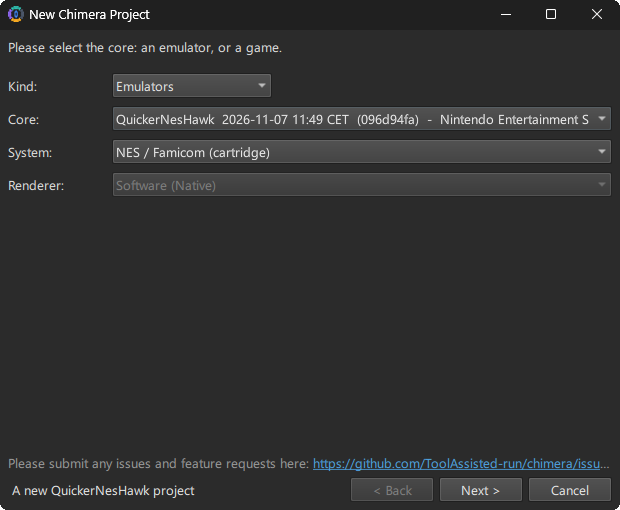 New Chimera Project
Please select the core: an emulator, or a game.
Kind: Emulators
Core: QuickerNesHawk 2026-11-07 11:49 CET (096d94fa) - Nintendo Entertainment S
System: NES / Famicom (cartridge)
Renderer: Software (Native)
Please submit any issues and feature requests here: https://github.com/ToolAssisted-run/chimera/issu...
A new QuickerNesHawk project < Back Next > Cancel